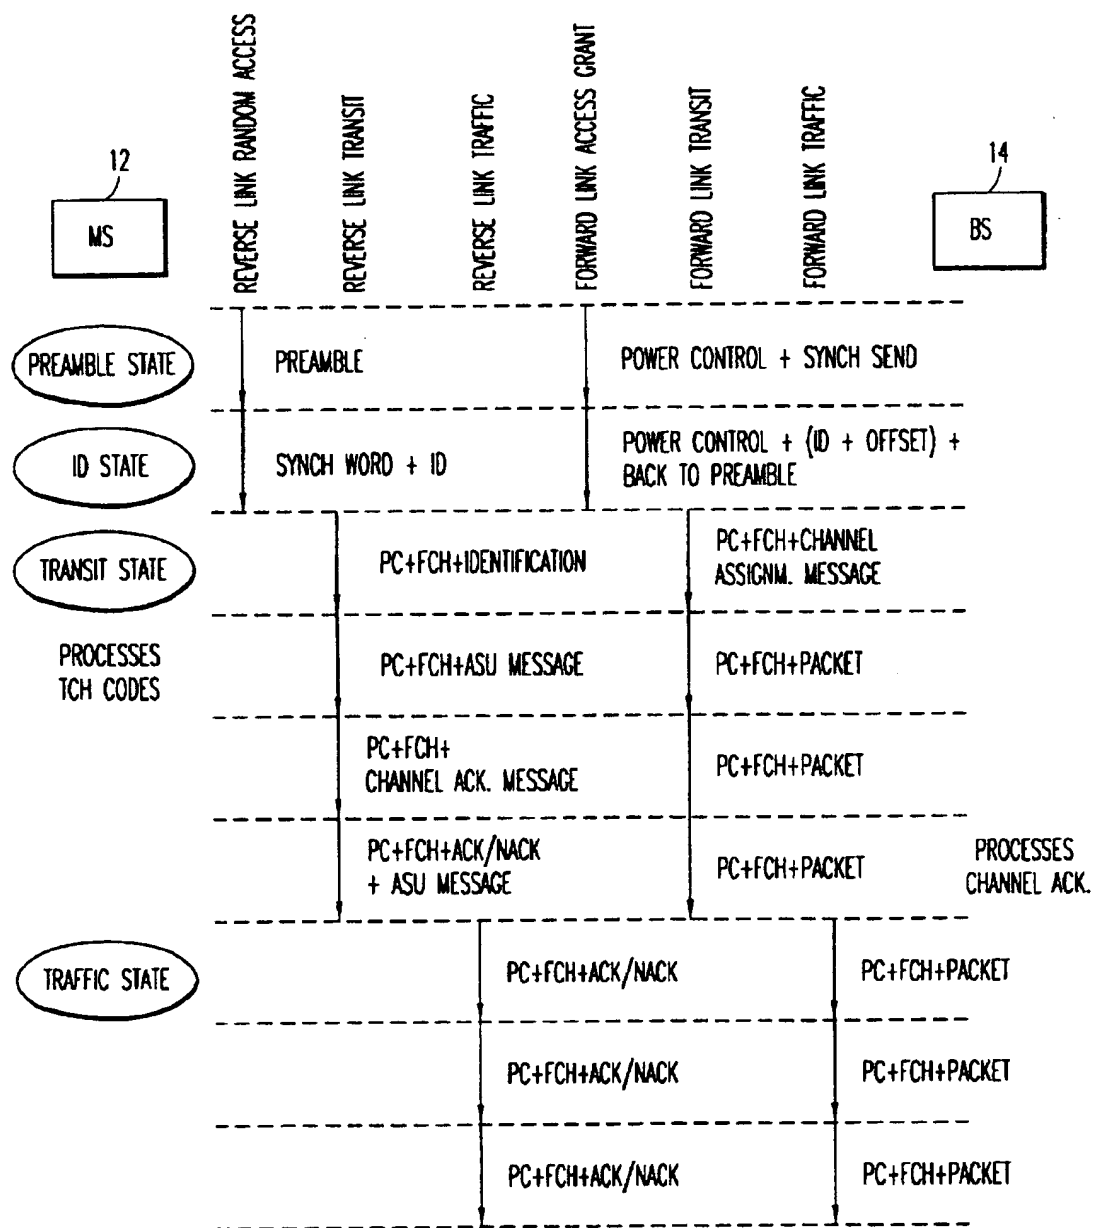 12
MS
REVERSE LINK RANDOM ACCESS
REVERSE LINK TRANSIT
REVERSE LINK TRAFFIC
FORWARD LINK ACCESS GRANT
FORWARD LINK TRANSIT
FORWARD LINK TRAFFIC
14
BS
PREAMBLE STATE
PREAMBLE
POWER CONTROL + SYNCH SEND
ID STATE
SYNCH WORD + ID
POWER CONTROL + (ID + OFFSET) +
BACK TO PREAMBLE
TRANSIT STATE
PC+FCH+IDENTIFICATION
PC+FCH+CHANNEL
ASSIGNM. MESSAGE
PROCESSES
TCH CODES
PC+FCH+ASU MESSAGE
PC+FCH+PACKET
PC+FCH+
CHANNEL ACK. MESSAGE
PC+FCH+PACKET
PC+FCH+ACK/NACK
+ ASU MESSAGE
PC+FCH+PACKET
PROCESSES
CHANNEL ACK.
TRAFFIC STATE
PC+FCH+ACK/NACK
PC+FCH+PACKET
PC+FCH+ACK/NACK
PC+FCH+PACKET
PC+FCH+ACK/NACK
PC+FCH+PACKET